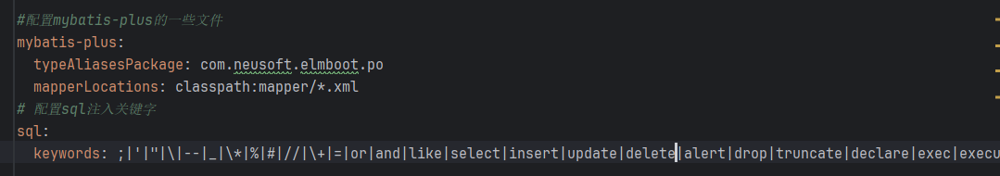 #配置mybatis-plus的一些文件
mybatis-plus:
typeAliasesPackage: com.neusoft.elmboot.po
mapperLocations: classpath:mapper/*.xml
# 配置sql注入关键字
sql:
keywords: ;|'|"|\|--|_|\*|%|#|//|\+|=|or|and|like|select|insert|update|delete|alert|drop|truncate|declare|exec|execu